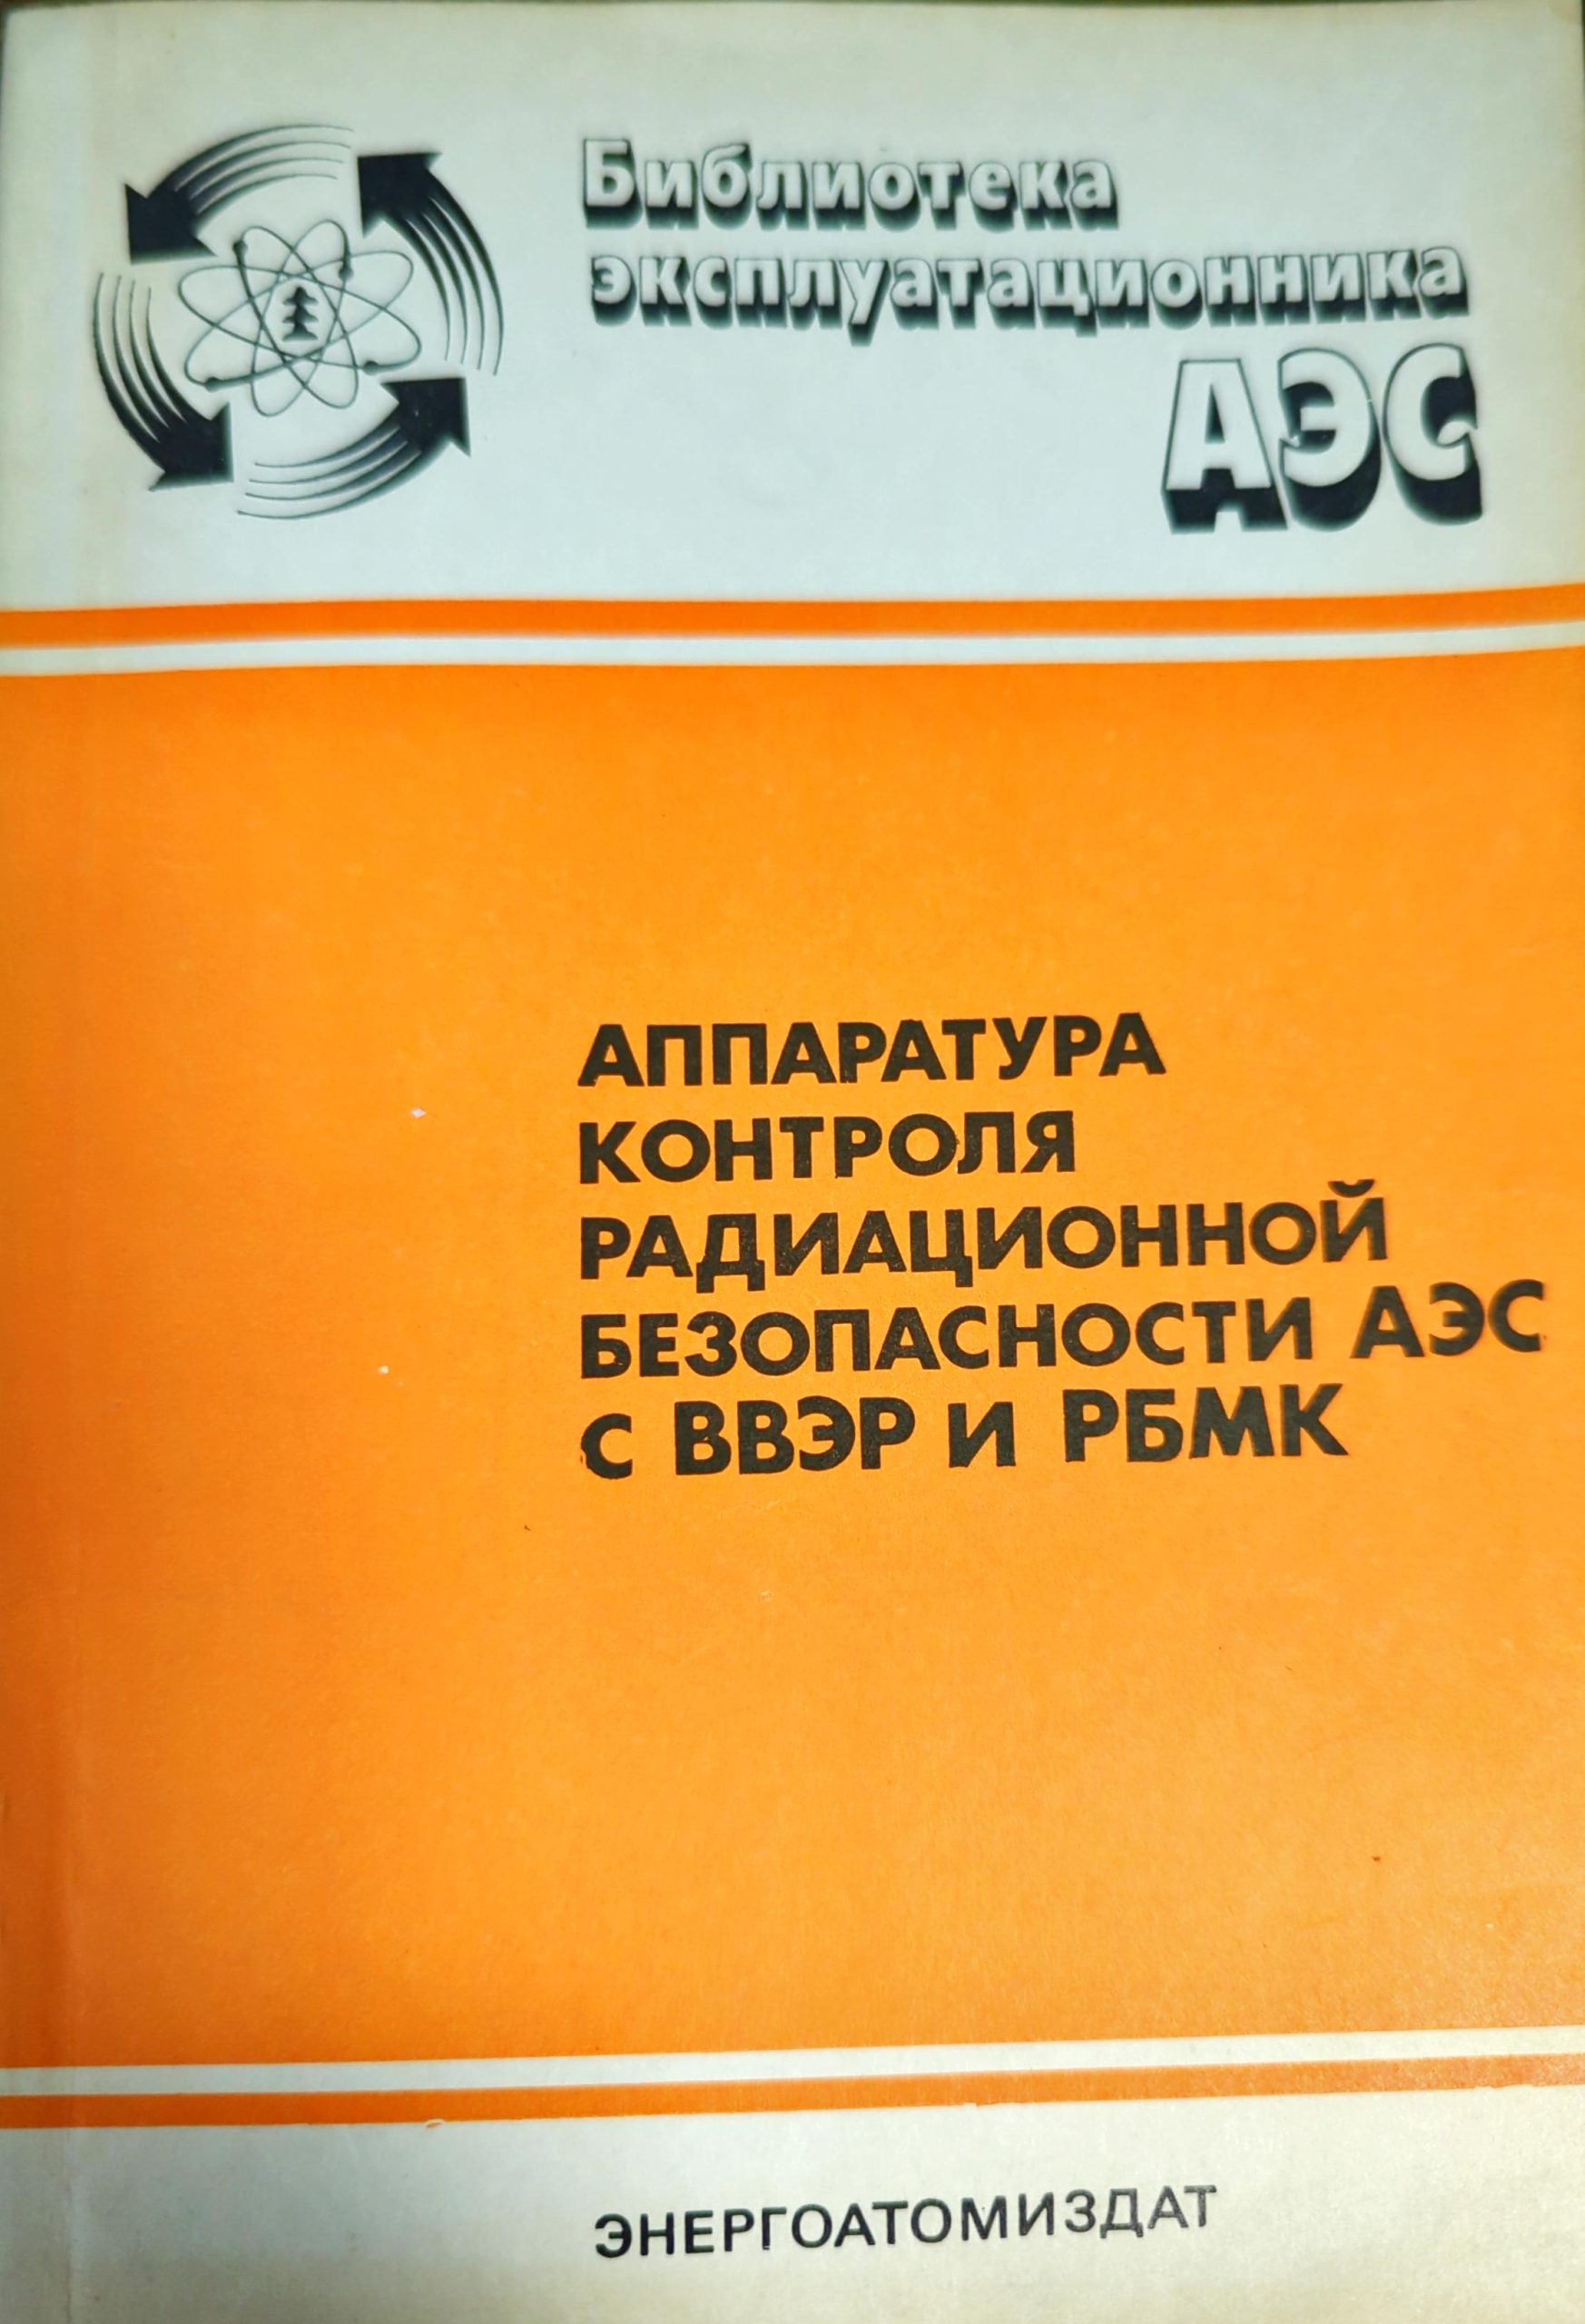 Библиотека
эксплуатационника
АЭС
АППАРАТУРА
КОНТРОЛЯ
РАДИАЦИОННОЙ
БЕЗОПАСНОСТИ АЭС
С ВВЭР И РБМК
ЭНЕРГОАТОМИЗДАТ